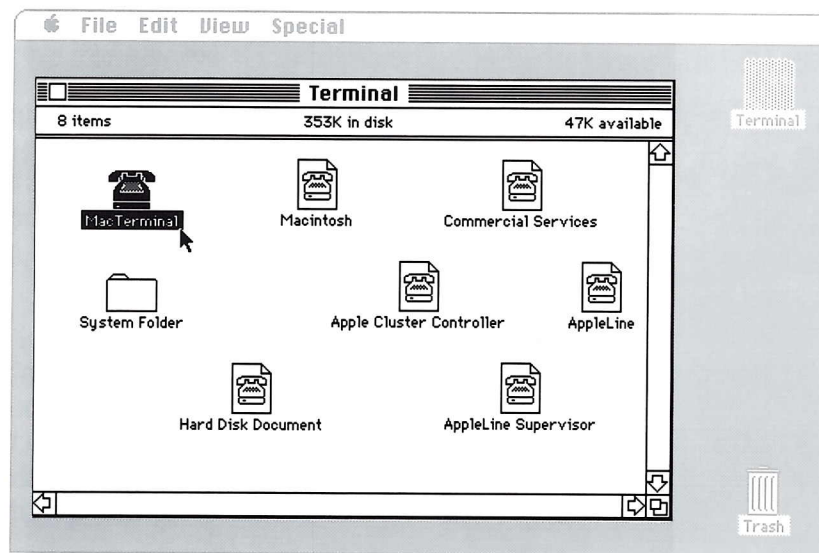 File Edit View Special
Terminal
8 items 353K in disk 47K available
Terminal
MacTerminal Macintosh Commercial Services
System Folder Apple Cluster Controller AppleLine
Hard Disk Document AppleLine Supervisor
Trash